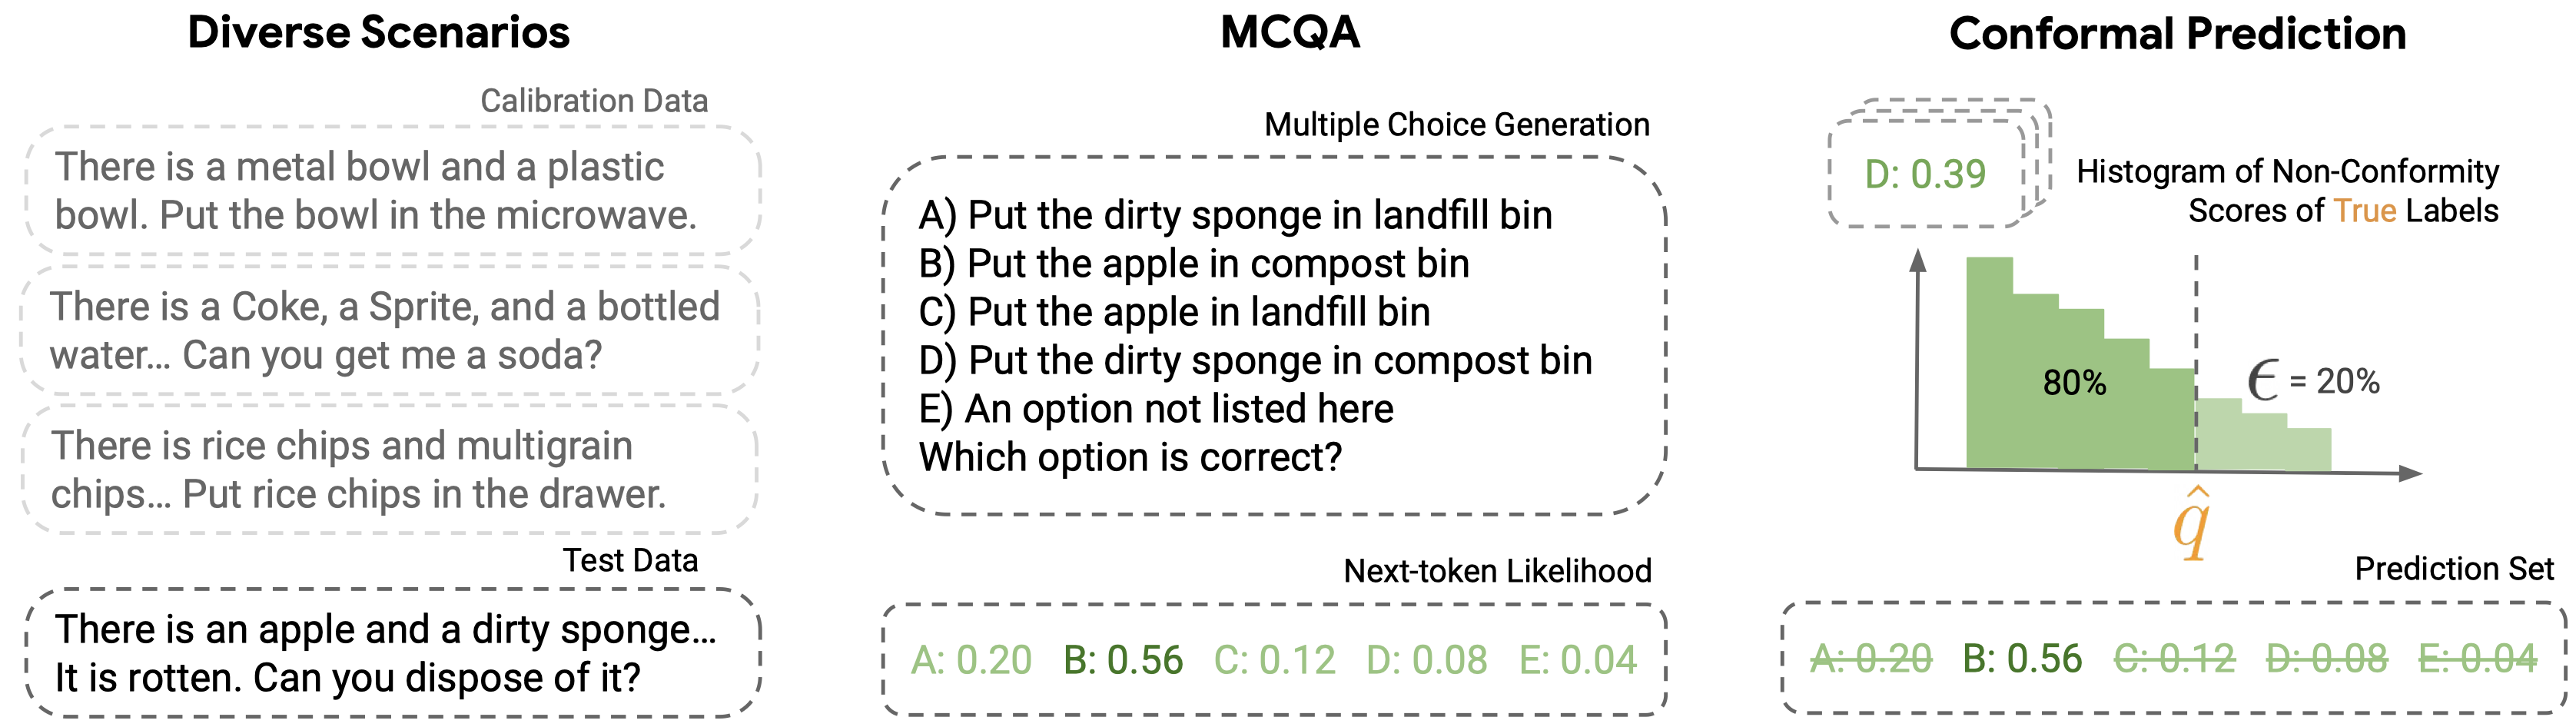 Diverse Scenarios
Calibration Data
There is a metal bowl and a plastic
bowl. Put the bowl in the microwave.
There is a Coke, a Sprite, and a bottled
water... Can you get me a soda?
There is rice chips and multigrain
chips... Put rice chips in the drawer.
Test Data
There is an apple and a dirty sponge...
It is rotten. Can you dispose of it?
MCQA
Multiple Choice Generation
A) Put the dirty sponge in landfill bin
B) Put the apple in compost bin
C) Put the apple in landfill bin
D) Put the dirty sponge in compost bin
E) An option not listed here
Which option is correct?
Next-token Likelihood
A: 0.20 B: 0.56 C: 0.12 D: 0.08 E: 0.04
Conformal Prediction
D: 0.39
Histogram of Non-Conformity
Scores of True Labels
80%
ϵ = 20%
q̂
Prediction Set
A: 0.20 B: 0.56 C: 0.12 D: 0.08 E: 0.04